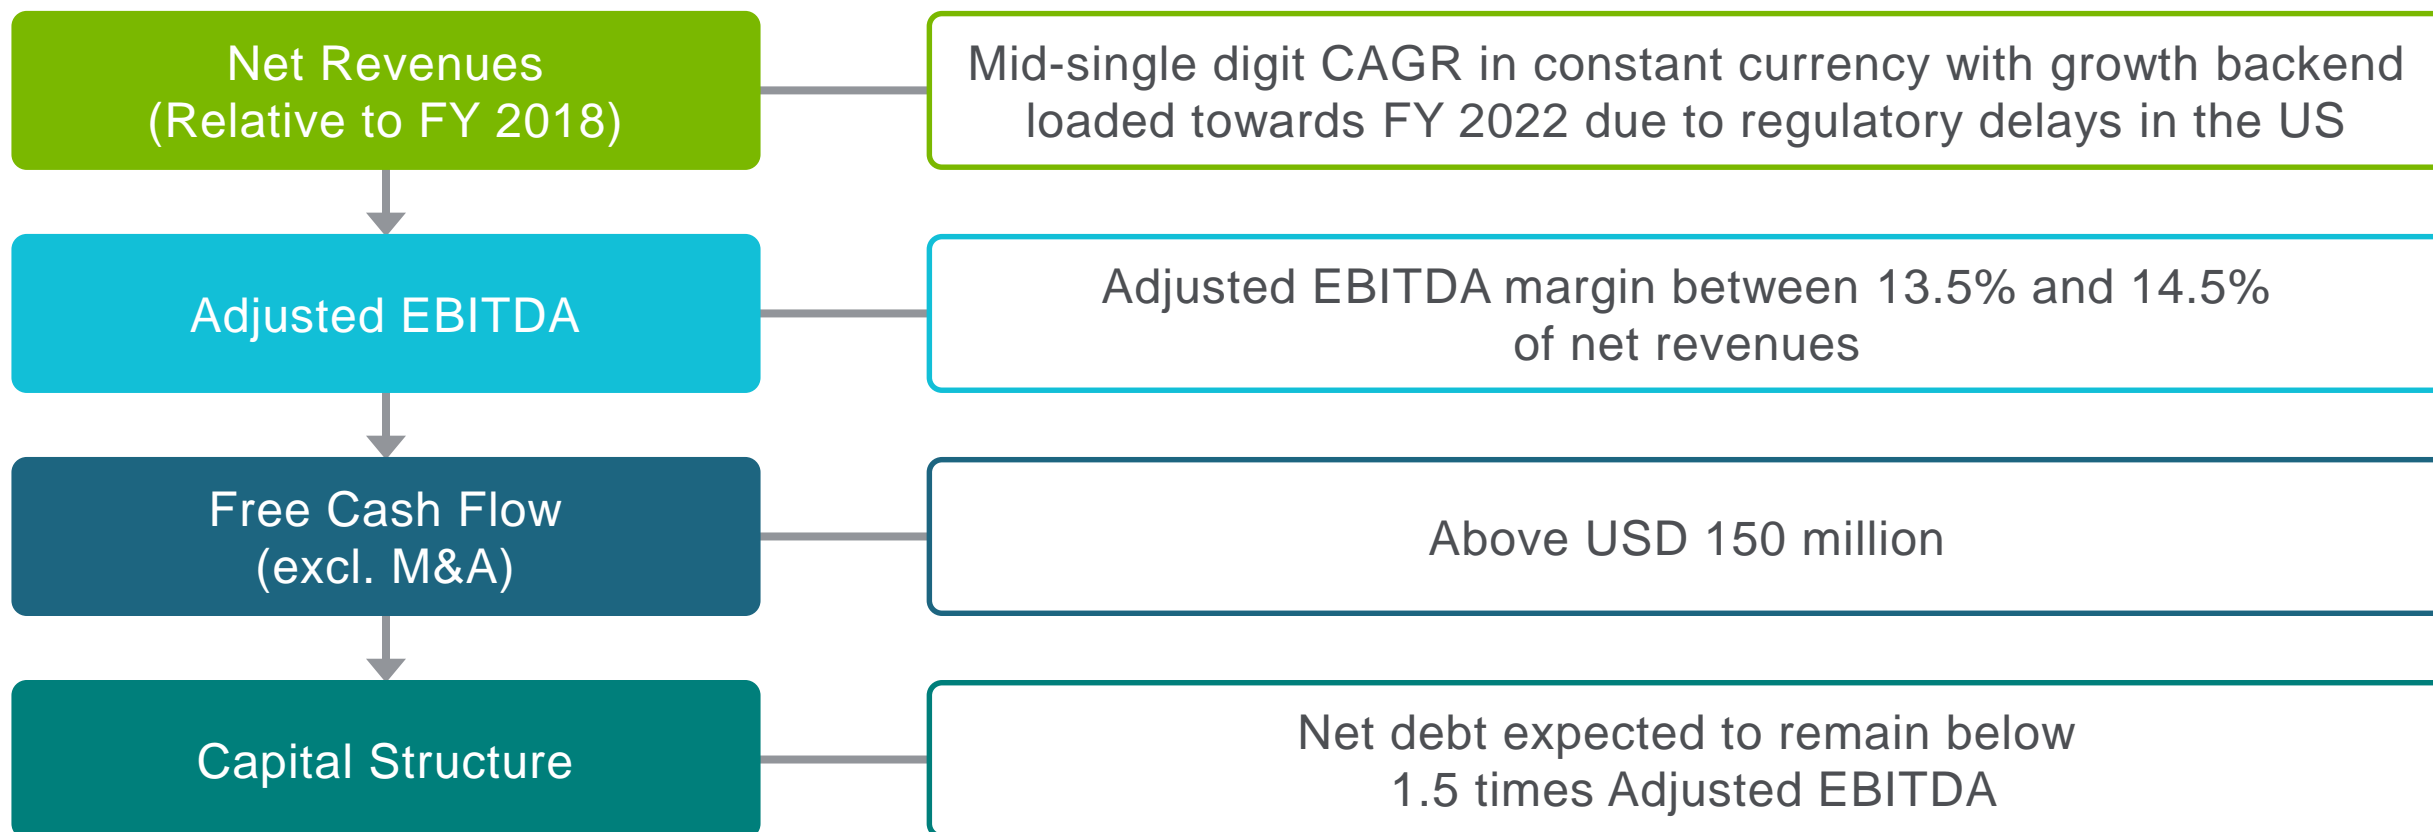 Net Revenues
(Relative to FY 2018)
Mid-single digit CAGR in constant currency with growth backend
loaded towards FY 2022 due to regulatory delays in the US
Adjusted EBITDA
Adjusted EBITDA margin between 13.5% and 14.5%
of net revenues
Free Cash Flow
(excl. M&A)
Above USD 150 million
Capital Structure
Net debt expected to remain below
1.5 times Adjusted EBITDA